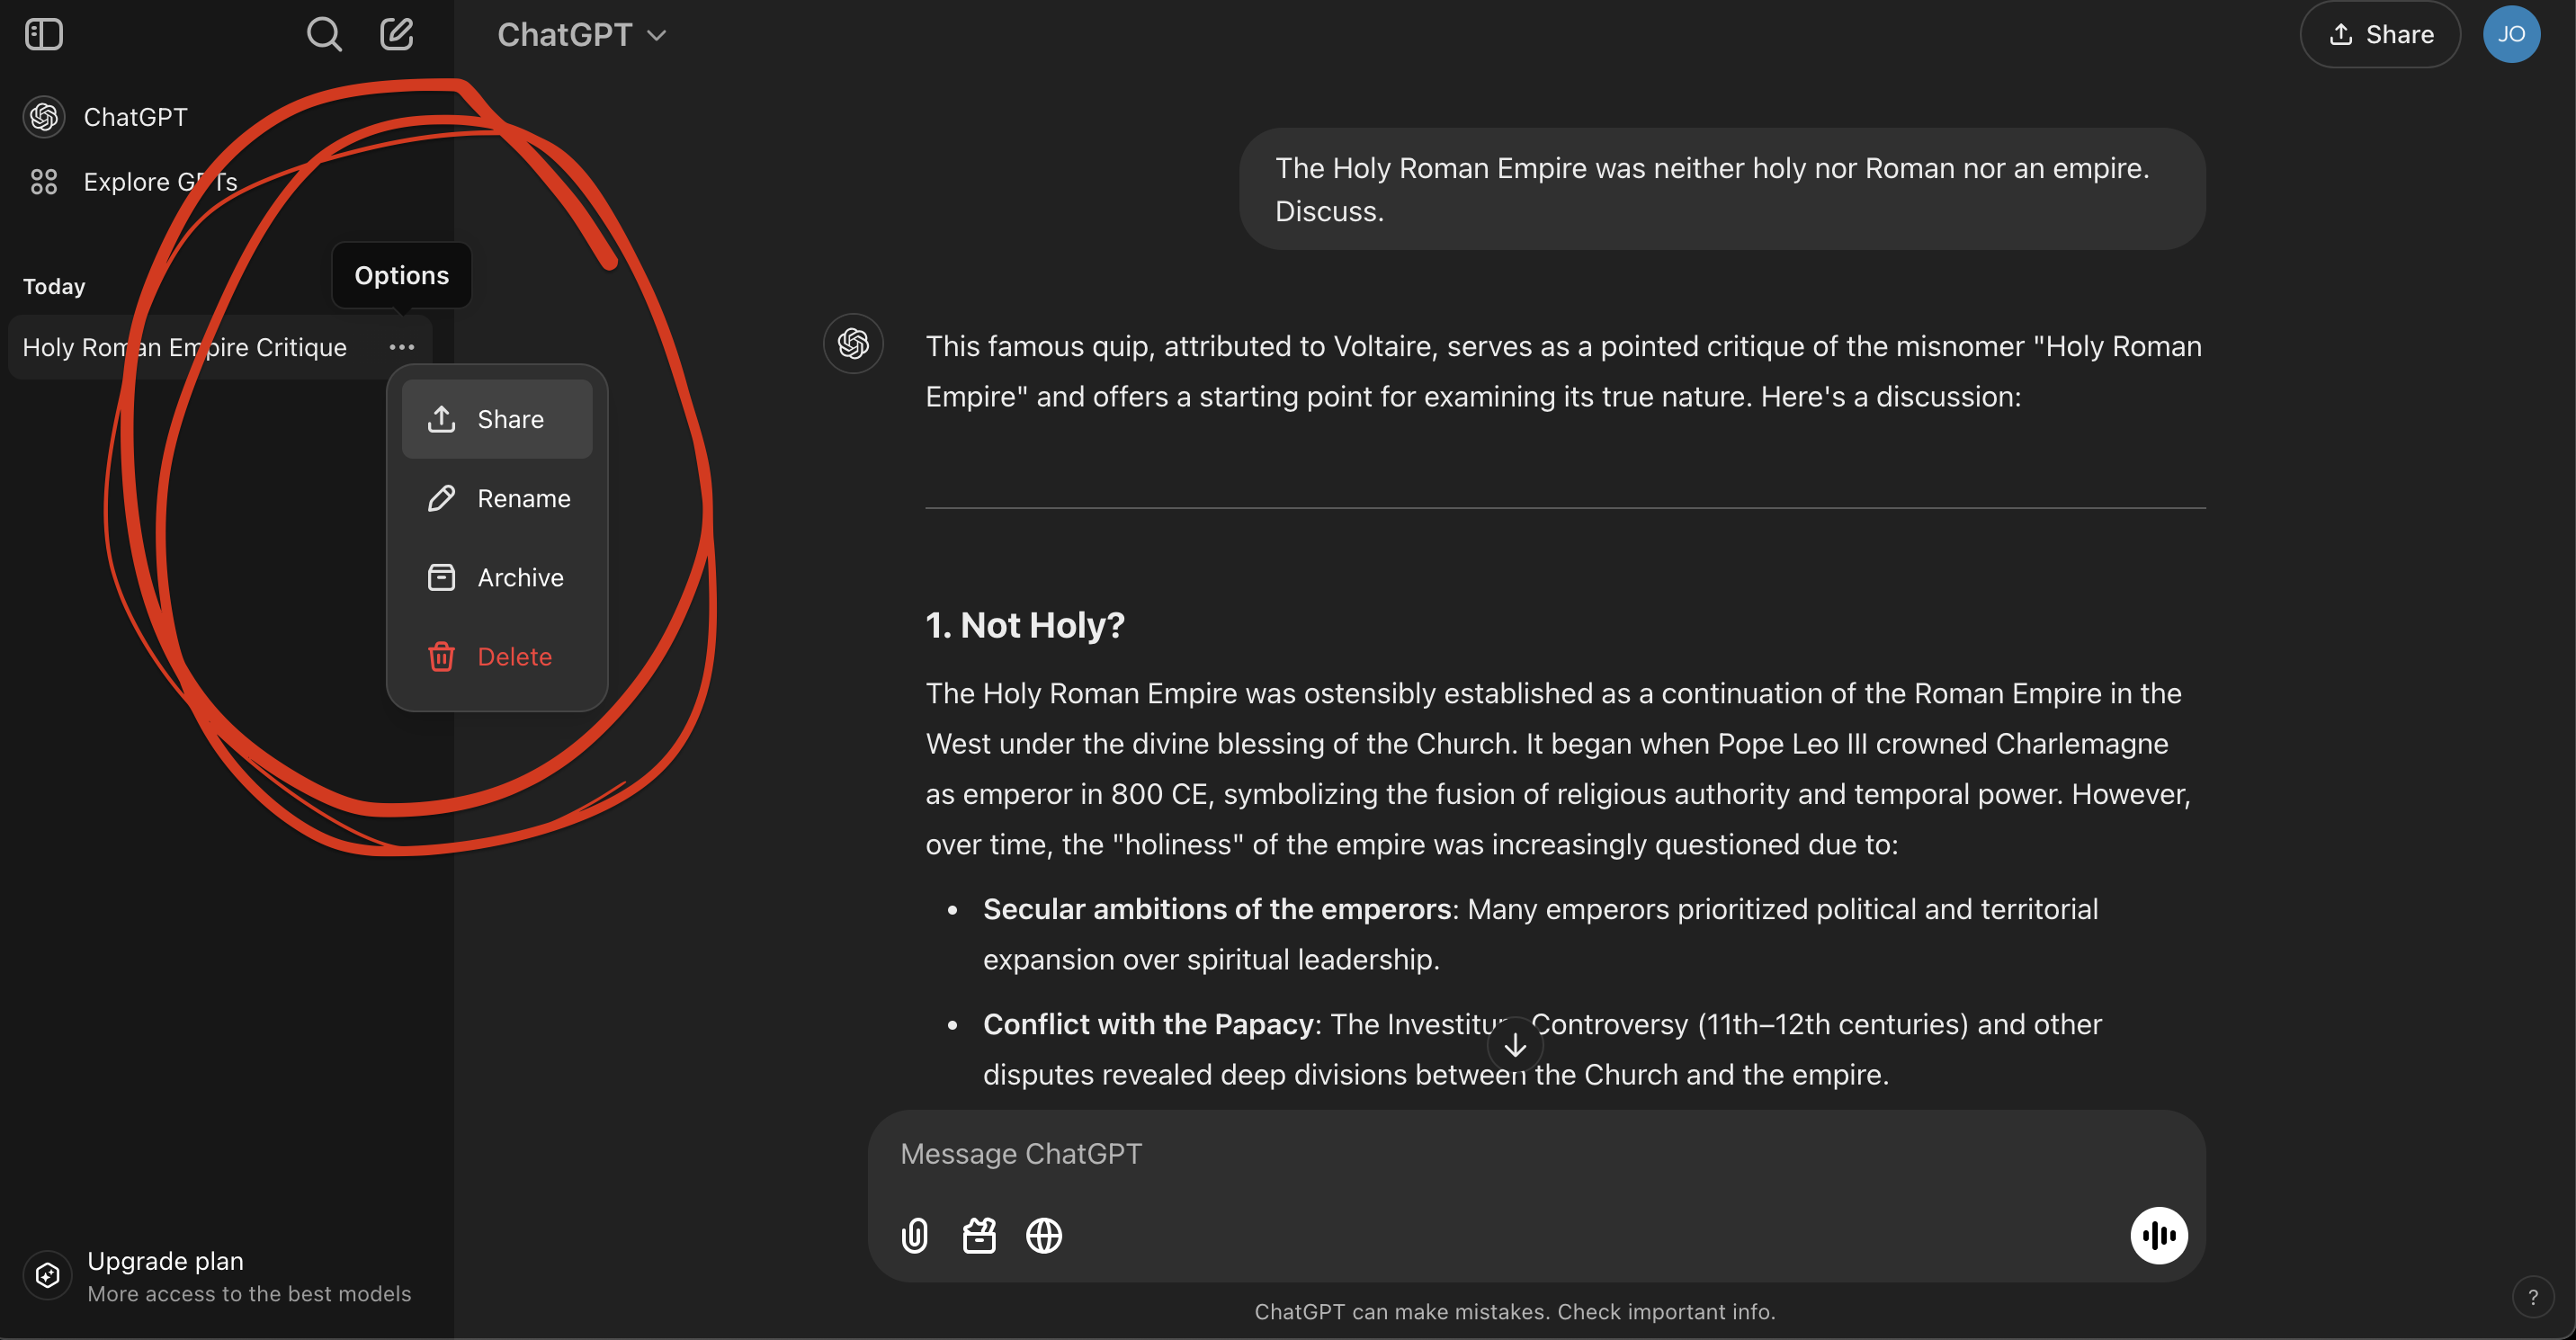 ChatGPT
Share
JO
ChatGPT
Explore GPTs
Today
Options
Holy Roman Empire Critique
Share
Rename
Archive
Delete
Upgrade plan
More access to the best models
The Holy Roman Empire was neither holy nor Roman nor an empire.
Discuss.
This famous quip, attributed to Voltaire, serves as a pointed critique of the misnomer "Holy Roman
Empire" and offers a starting point for examining its true nature. Here's a discussion:
1. Not Holy?
The Holy Roman Empire was ostensibly established as a continuation of the Roman Empire in the
West under the divine blessing of the Church. It began when Pope Leo III crowned Charlemagne
as emperor in 800 CE, symbolizing the fusion of religious authority and temporal power. However,
over time, the "holiness" of the empire was increasingly questioned due to:
• Secular ambitions of the emperors: Many emperors prioritized political and territorial
expansion over spiritual leadership.
• Conflict with the Papacy: The Investiture Controversy (11th–12th centuries) and other
disputes revealed deep divisions between the Church and the empire.
Message ChatGPT
ChatGPT can make mistakes. Check important info.
?